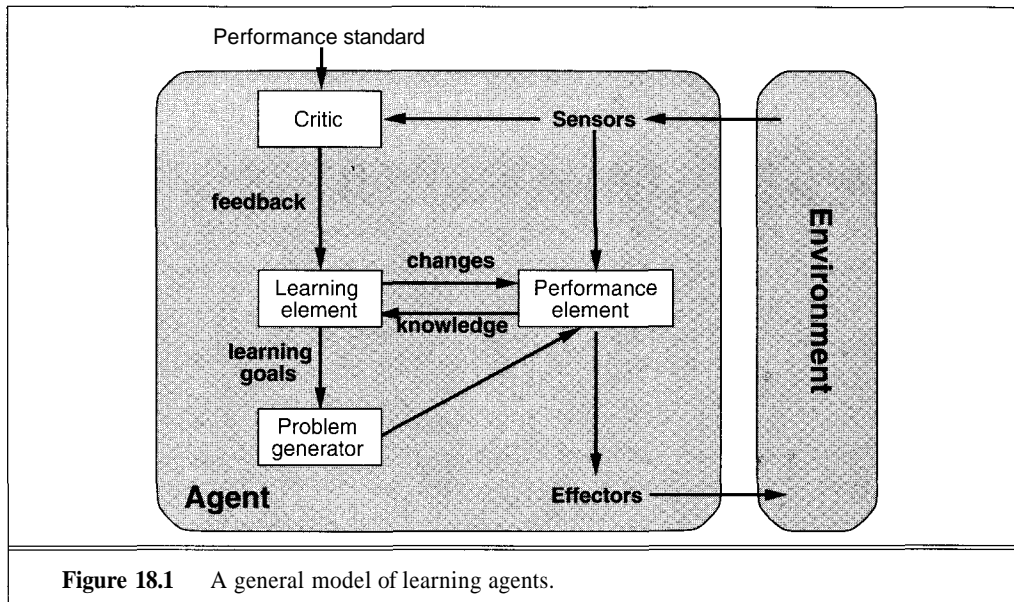 Performance standard
Critic
Sensors
feedback
changes
Learning
element
Performance
element
knowledge
learning
goals
Problem
generator
Agent
Effectors
Environment
Figure 18.1 A general model of learning agents.